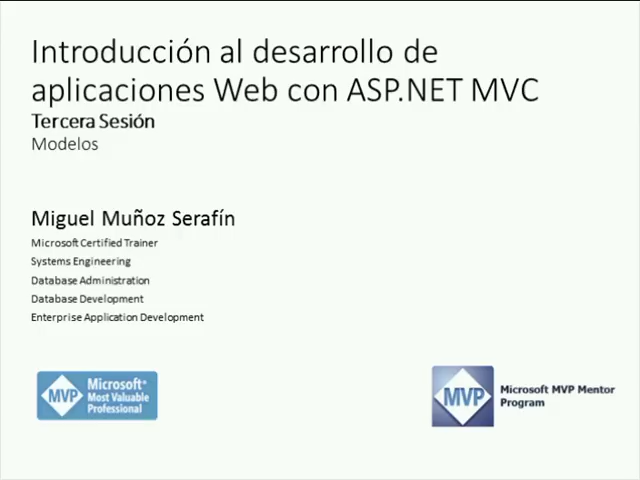 Introducción al desarrollo de
aplicaciones Web con ASP.NET MVC
Tercera Sesión
Modelos
Miguel Muñoz Serafín
Microsoft Certified Trainer
Systems Engineering
Database Administration
Database Development
Enterprise Application Development
MVP
Microsoft®
Most Valuable
Professional
MVP
Microsoft MVP Mentor
Program